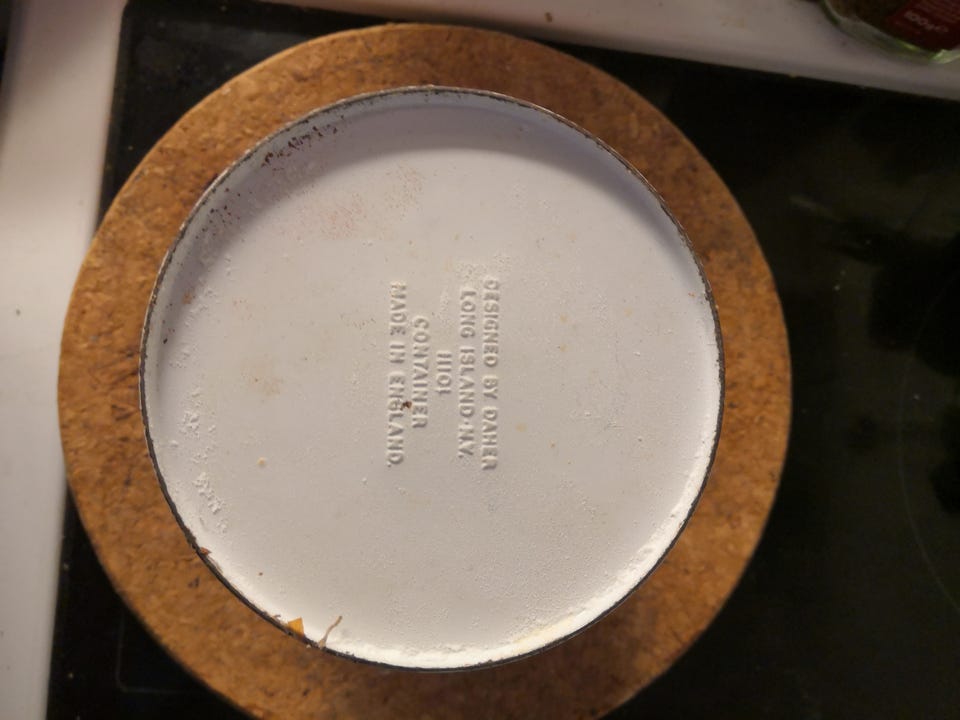 DESIGNED BY DAHER
LONG ISLAND·N.Y.
11101
CONTAINER
MADE IN ENGLAND.